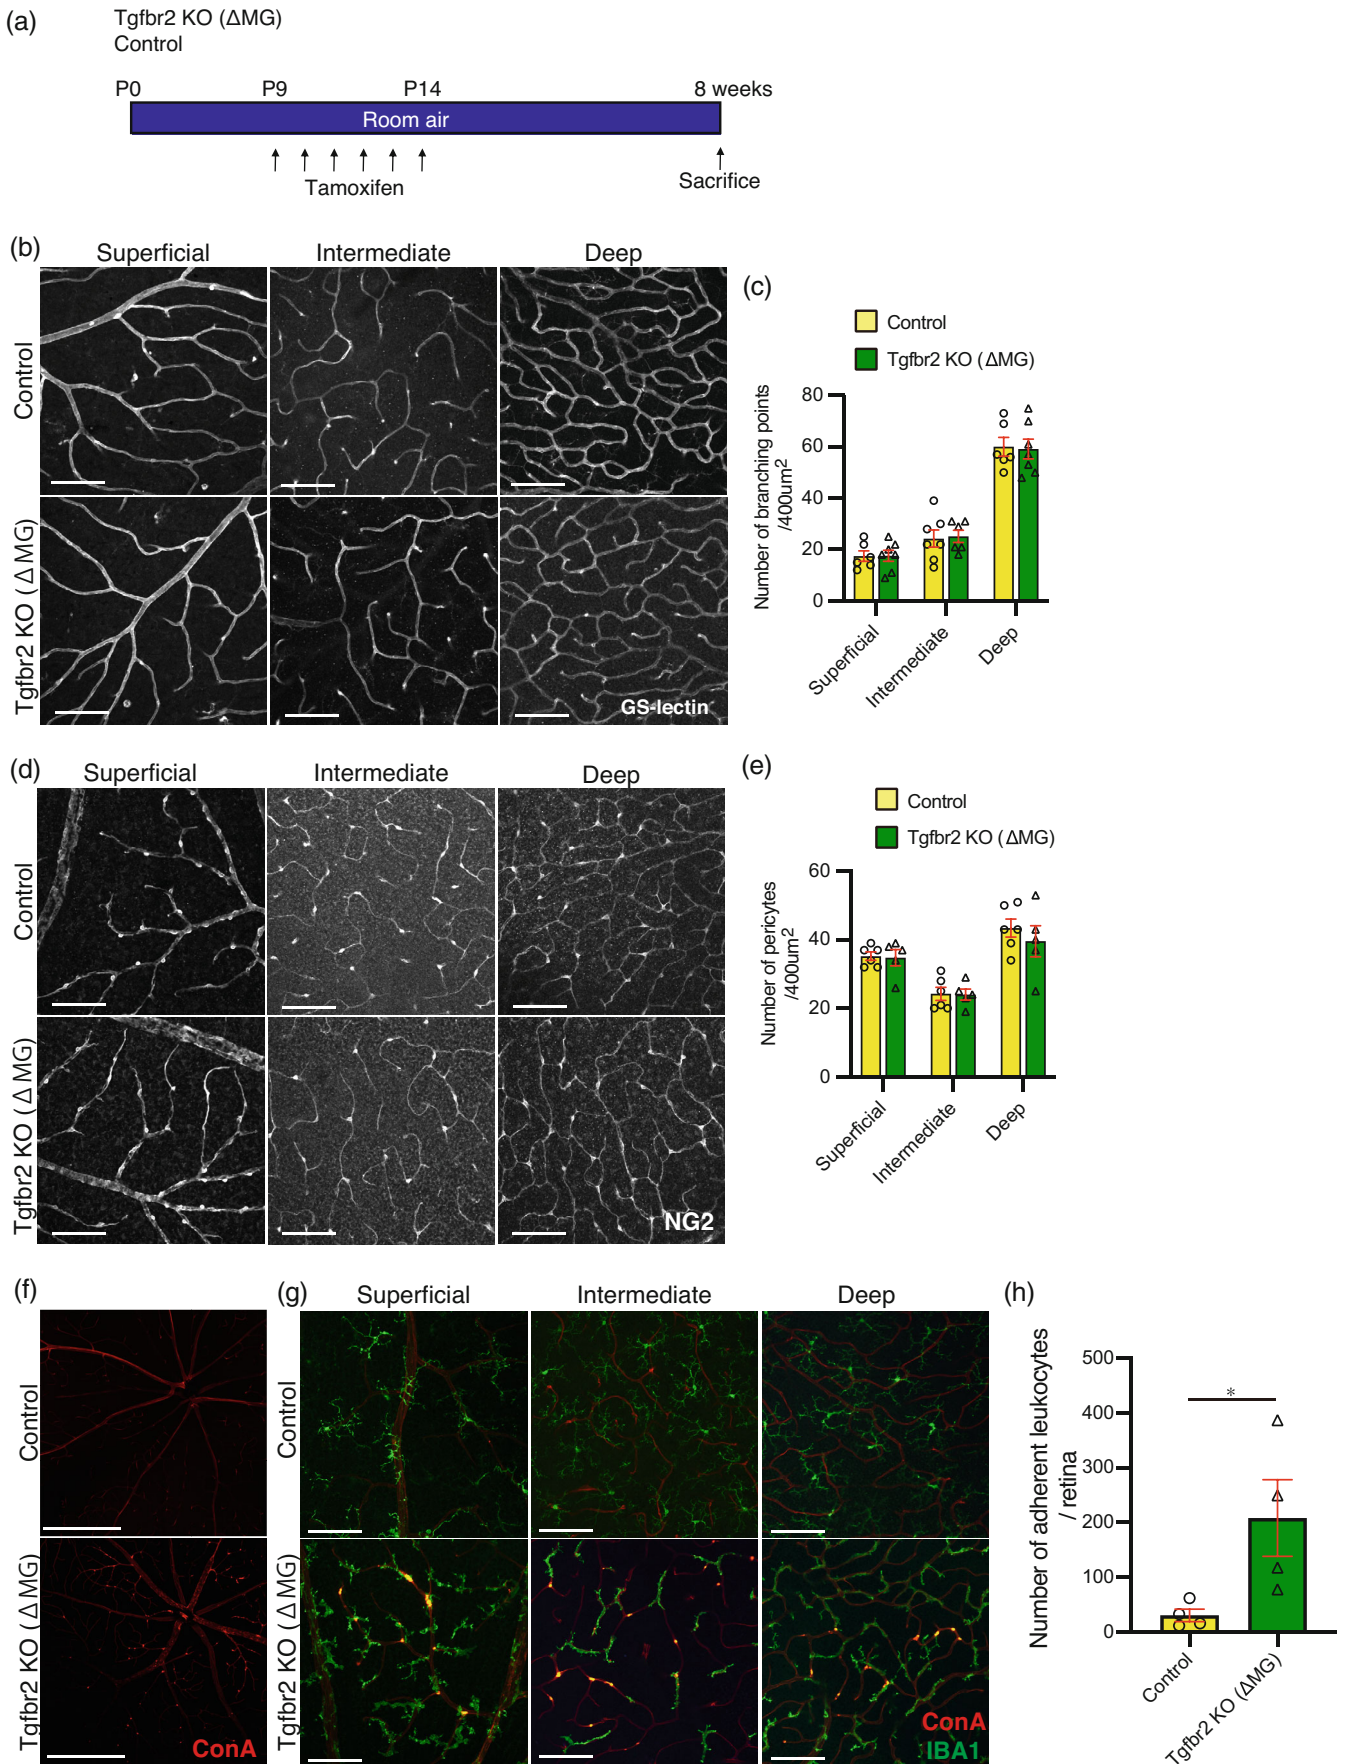 (a)
Tgfbr2 KO (ΔMG)
Control
P0 P9 P14 8 weeks
Room air
Tamoxifen
Sacrifice
(b)
Superficial Intermediate Deep
Control
Tgfbr2 KO (ΔMG)
GS-lectin
(c)
Control
Tgfbr2 KO (ΔMG)
Number of branching points
/400um²
80
60
40
20
0
Superficial
Intermediate
Deep
(d)
Superficial Intermediate Deep
Control
Tgfbr2 KO (ΔMG)
NG2
(e)
Control
Tgfbr2 KO (ΔMG)
Number of pericytes
/400um²
60
40
20
0
Superficial
Intermediate
Deep
(f)
Control
Tgfbr2 KO (ΔMG)
ConA
(g)
Superficial Intermediate Deep
Control
Tgfbr2 KO (ΔMG)
ConA
IBA1
(h)
Number of adherent leukocytes
/ retina
500
400
300
200
100
0
*
Control
Tgfbr2 KO (ΔMG)